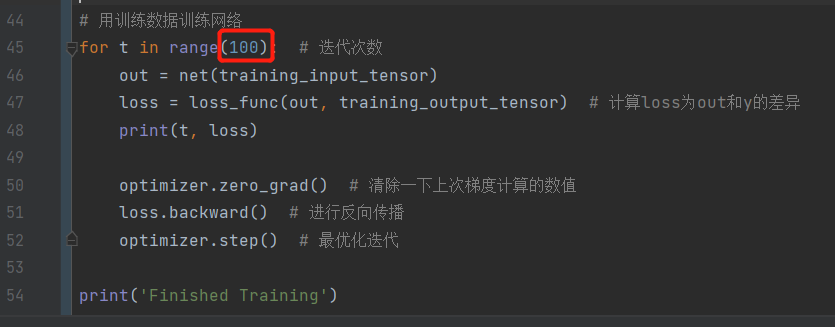 44 # 用训练数据训练网络
45 for t in range(100): # 迭代次数
46 out = net(training_input_tensor)
47 loss = loss_func(out, training_output_tensor) # 计算loss为out和y的差异
48 print(t, loss)
49
50 optimizer.zero_grad() # 清除一下上次梯度计算的数值
51 loss.backward() # 进行反向传播
52 optimizer.step() # 最优化迭代
53
54 print('Finished Training')